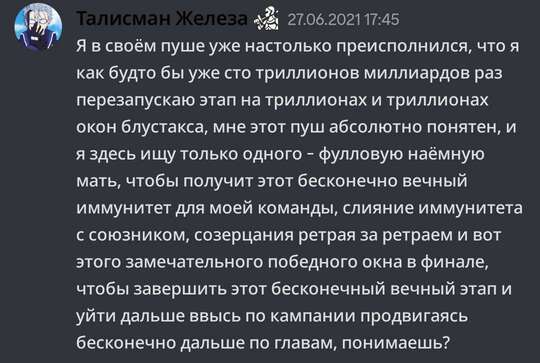 Талисман Железа 27.06.2021 17:45
Я в своём пуше уже настолько преисполнился, что я
как будто бы уже сто триллионов миллиардов раз
перезапускаю этап на триллионах и триллионах
окон блустакса, мне этот пуш абсолютно понятен, и
я здесь ищу только одного - фулловую наёмную
мать, чтобы получит этот бесконечно вечный
иммунитет для моей команды, слияние иммунитета
с союзником, созерцания ретрая за ретраем и вот
этого замечательного победного окна в финале,
чтобы завершить этот бесконечный вечный этап и
уйти дальше ввысь по кампании продвигаясь
бесконечно дальше по главам, понимаешь?